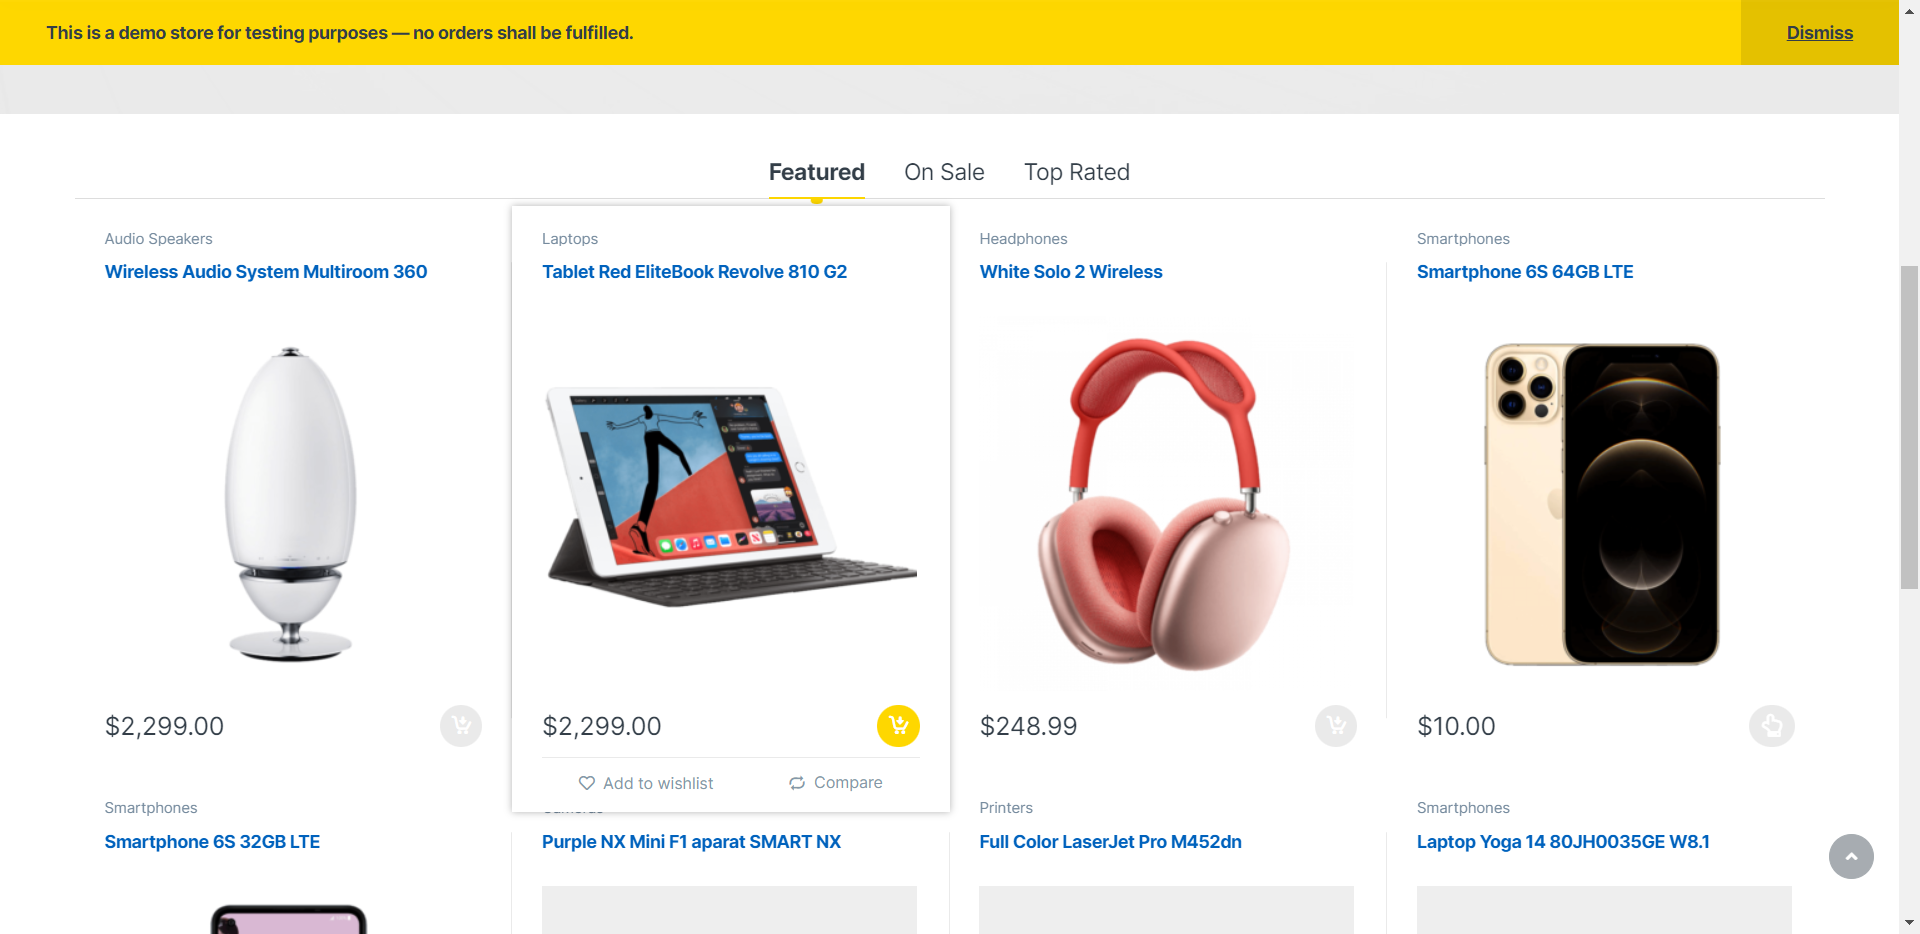 This is a demo store for testing purposes — no orders shall be fulfilled.
Dismiss
Featured
On Sale
Top Rated
Audio Speakers
Wireless Audio System Multiroom 360
$2,299.00
Laptops
Tablet Red EliteBook Revolve 810 G2
$2,299.00
Add to wishlist
Compare
Headphones
White Solo 2 Wireless
$248.99
Smartphones
Smartphone 6S 64GB LTE
$10.00
Smartphones
Smartphone 6S 32GB LTE
Purple NX Mini F1 aparat SMART NX
Printers
Full Color LaserJet Pro M452dn
Smartphones
Laptop Yoga 14 80JH0035GE W8.1